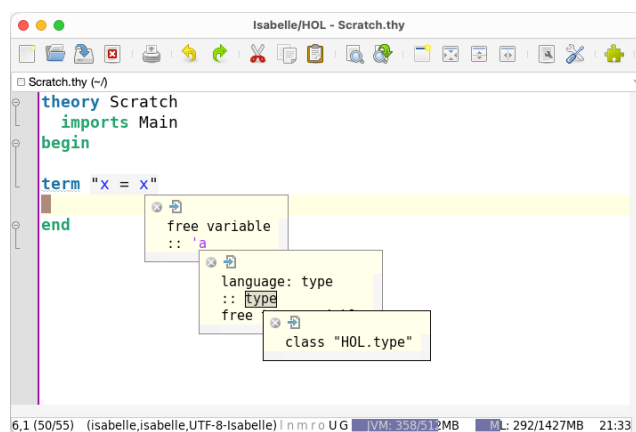 Isabelle/HOL - Scratch.thy
Scratch.thy (~/)
theory Scratch
imports Main
begin
term "x = x"
end
free variable
:: 'a
language: type
:: type
free
class "HOL.type"
6,1 (50/55) (isabelle,isabelle,UTF-8-Isabelle) l n m r o U G JVM: 358/512MB ML: 292/1427MB 21:33